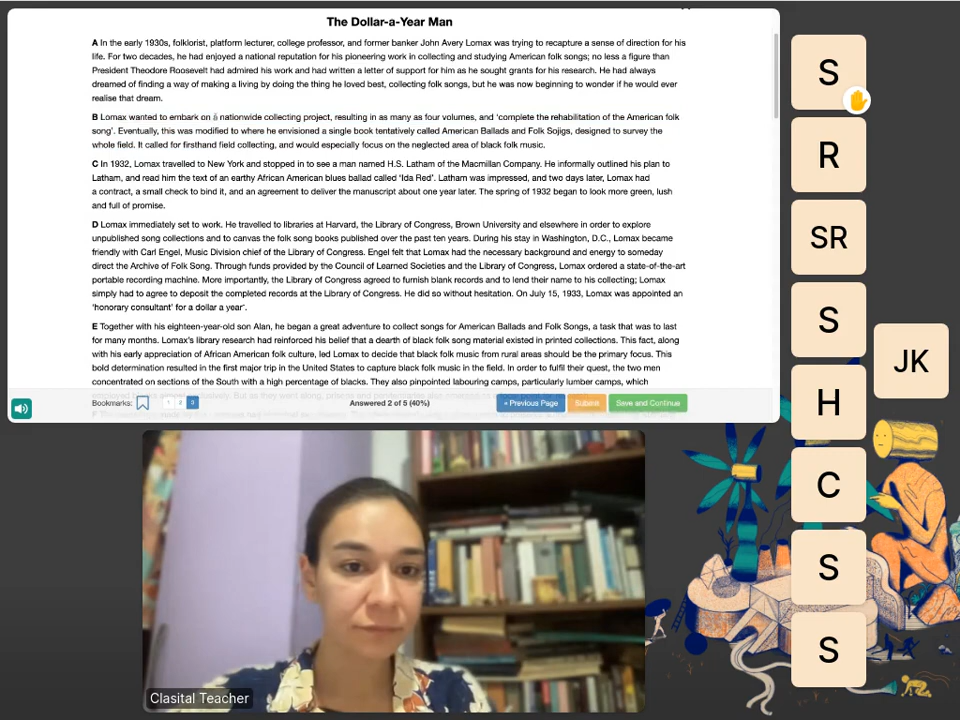 The Dollar-a-Year Man
A In the early 1930s, folklorist, platform lecturer, college professor, and former banker John Avery Lomax was trying to recapture a sense of direction for his
life. For two decades, he had enjoyed a national reputation for his pioneering work in collecting and studying American folk songs; no less a figure than
President Theodore Roosevelt had admired his work and had written a letter of support for him as he sought grants for his research. He had always
dreamed of finding a way of making a living by doing the thing he loved best, collecting folk songs, but he was now beginning to wonder if he would ever
realise that dream.
B Lomax wanted to embark on a nationwide collecting project, resulting in as many as four volumes, and 'complete the rehabilitation of the American folk
song'. Eventually, this was modified to where he envisioned a single book tentatively called American Ballads and Folk Sojigs, designed to survey the
whole field. It called for firsthand field collecting, and would especially focus on the neglected area of black folk music.
C In 1932, Lomax travelled to New York and stopped in to see a man named H.S. Latham of the Macmillan Company. He informally outlined his plan to
Latham, and read him the text of an earthy African American blues ballad called 'Ida Red'. Latham was impressed, and two days later, Lomax had
a contract, a small check to bind it, and an agreement to deliver the manuscript about one year later. The spring of 1932 began to look more green, lush
and full of promise.
D Lomax immediately set to work. He travelled to libraries at Harvard, the Library of Congress, Brown University and elsewhere in order to explore
unpublished song collections and to canvas the folk song books published over the past ten years. During his stay in Washington, D.C., Lomax became
friendly with Carl Engel, Music Division chief of the Library of Congress. Engel felt that Lomax had the necessary background and energy to someday
direct the Archive of Folk Song. Through funds provided by the Council of Learned Societies and the Library of Congress, Lomax ordered a state-of-the-art
portable recording machine. More importantly, the Library of Congress agreed to furnish blank records and to lend their name to his collecting; Lomax
simply had to agree to deposit the completed records at the Library of Congress. He did so without hesitation. On July 15, 1933, Lomax was appointed an
'honorary consultant' for a dollar a year'.
E Together with his eighteen-year-old son Alan, he began a great adventure to collect songs for American Ballads and Folk Songs, a task that was to last
for many months. Lomax's library research had reinforced his belief that a dearth of black folk song material existed in printed collections. This fact, along
with his early appreciation of African American folk culture, led Lomax to decide that black folk music from rural areas should be the primary focus. This
bold determination resulted in the first major trip in the United States to capture black folk music in the field. In order to fulfil their quest, the two men
concentrated on sections of the South with a high percentage of blacks. They also pinpointed labouring camps, particularly lumber camps, which
Bookmarks: 1 2 3 Answered 2 of 5 (40%) « Previous Page Submit Save and Continue
S
R
SR
S
JK
H
C
S
S
Clasital Teacher